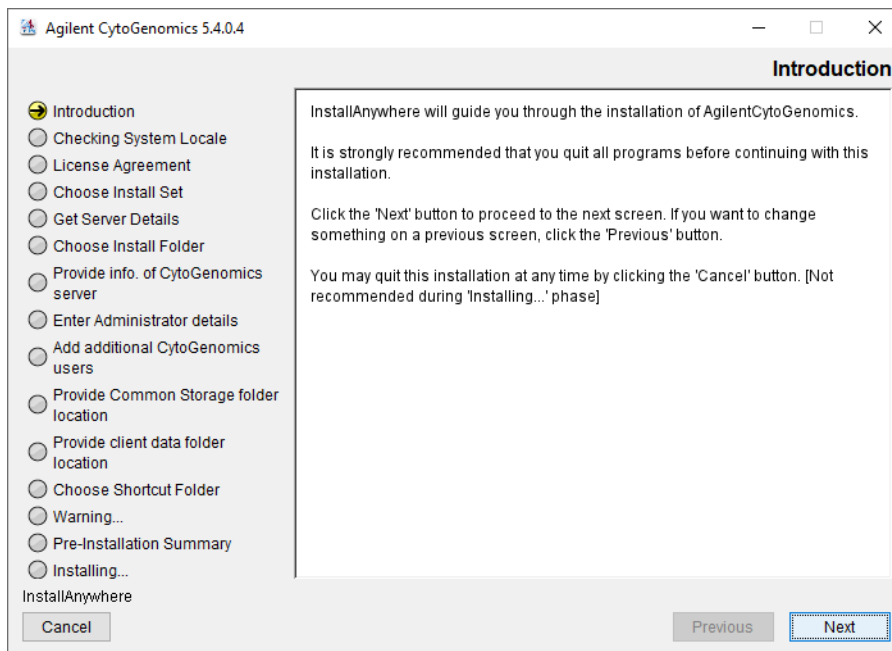 Agilent CytoGenomics 5.4.0.4
Introduction
Introduction
Checking System Locale
License Agreement
Choose Install Set
Get Server Details
Choose Install Folder
Provide info. of CytoGenomics
server
Enter Administrator details
Add additional CytoGenomics
users
Provide Common Storage folder
location
Provide client data folder
location
Choose Shortcut Folder
Warning...
Pre-Installation Summary
Installing...
InstallAnywhere will guide you through the installation of AgilentCytoGenomics.
It is strongly recommended that you quit all programs before continuing with this
installation.
Click the 'Next' button to proceed to the next screen. If you want to change
something on a previous screen, click the 'Previous' button.
You may quit this installation at any time by clicking the 'Cancel' button. [Not
recommended during 'Installing...' phase]
InstallAnywhere
Cancel
Previous
Next